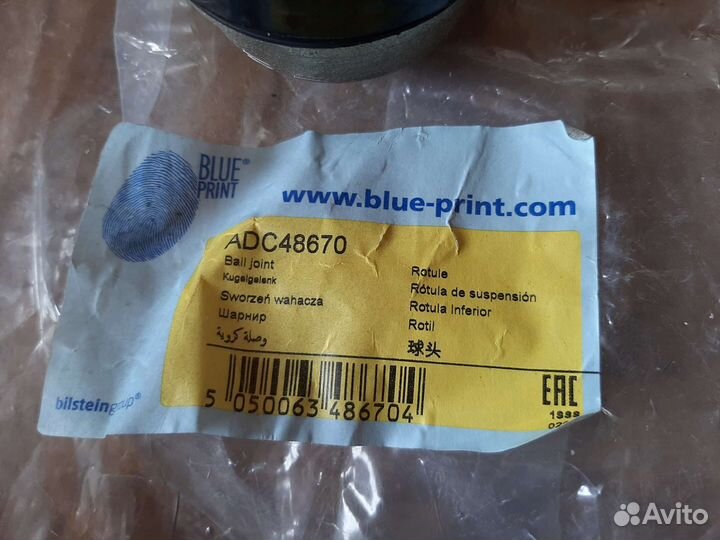 BLUE®
PRINT
www.blue-print.com
ADC48670
Ball joint
Kugelgelenk
Sworzeń wahacza
Шарнир
وصلة كروية
Rotule
Rótula de suspensión
Rotula Inferior
Rotil
球头
5 050063 486704
bilsteingroup®
EAC
Avito